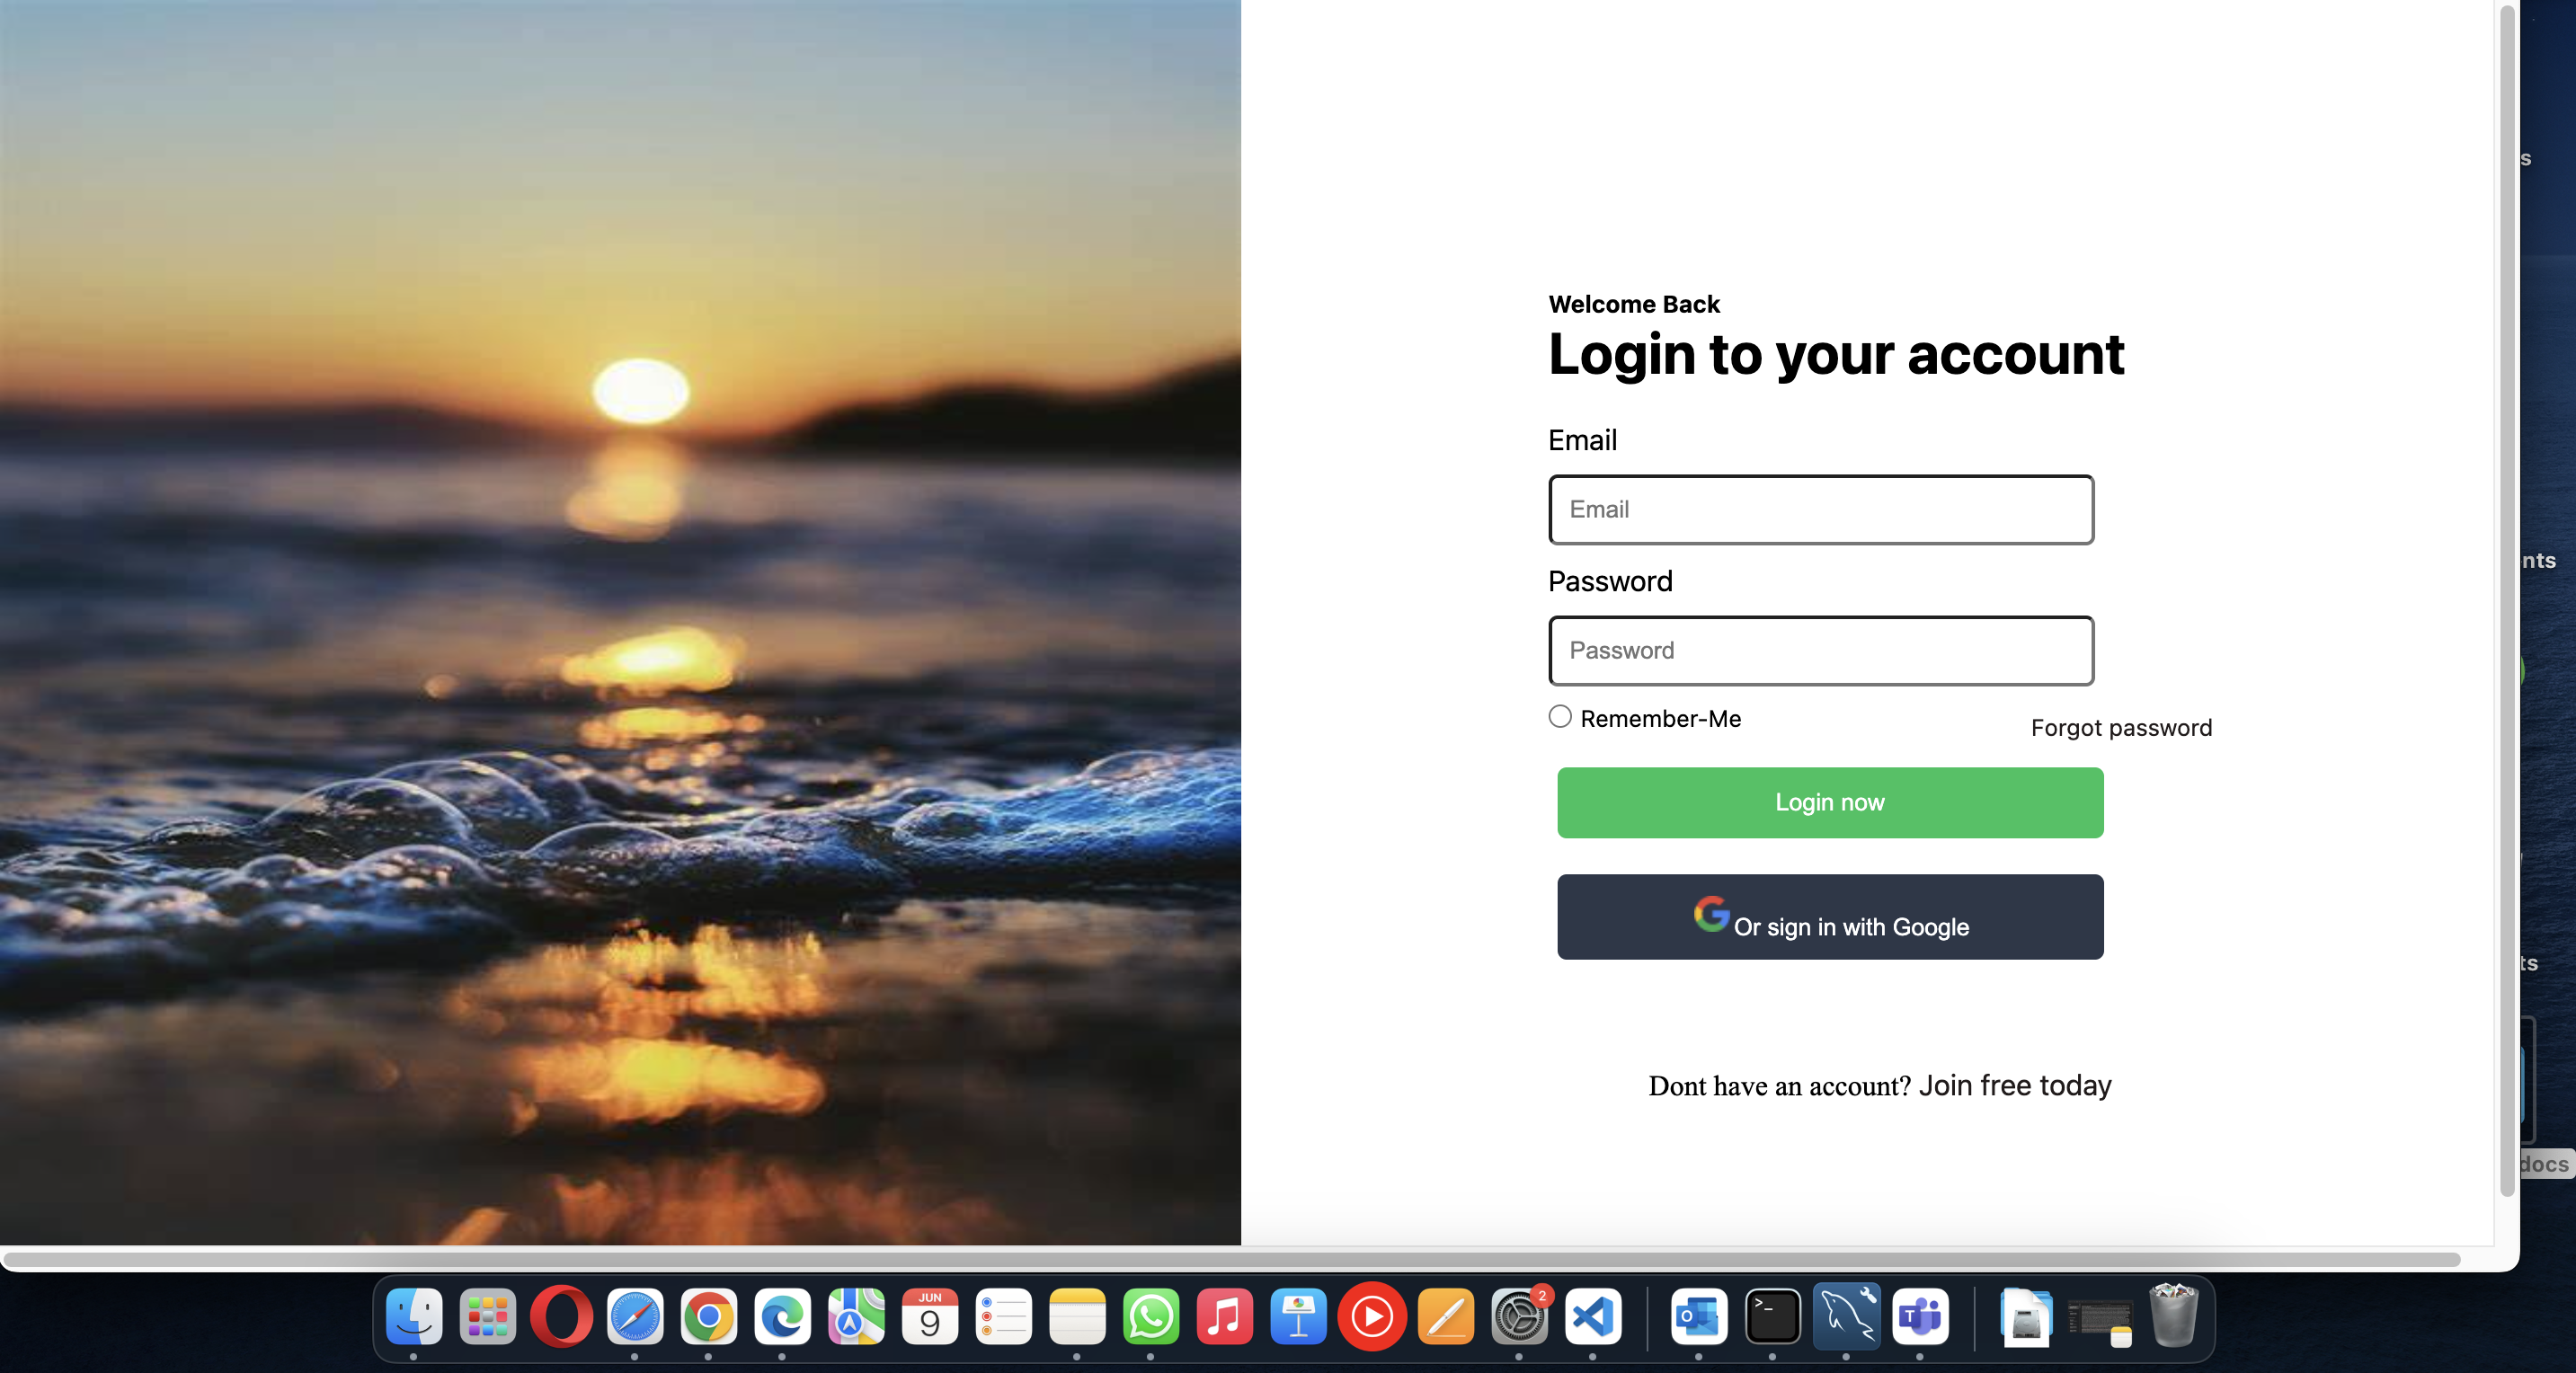 Welcome Back
Login to your account
Email
Email
Password
Password
Remember-Me
Forgot password
Login now
Or sign in with Google
Dont have an account? Join free today
s
nts
ts
docs
JUN
9
2
>_
O
T